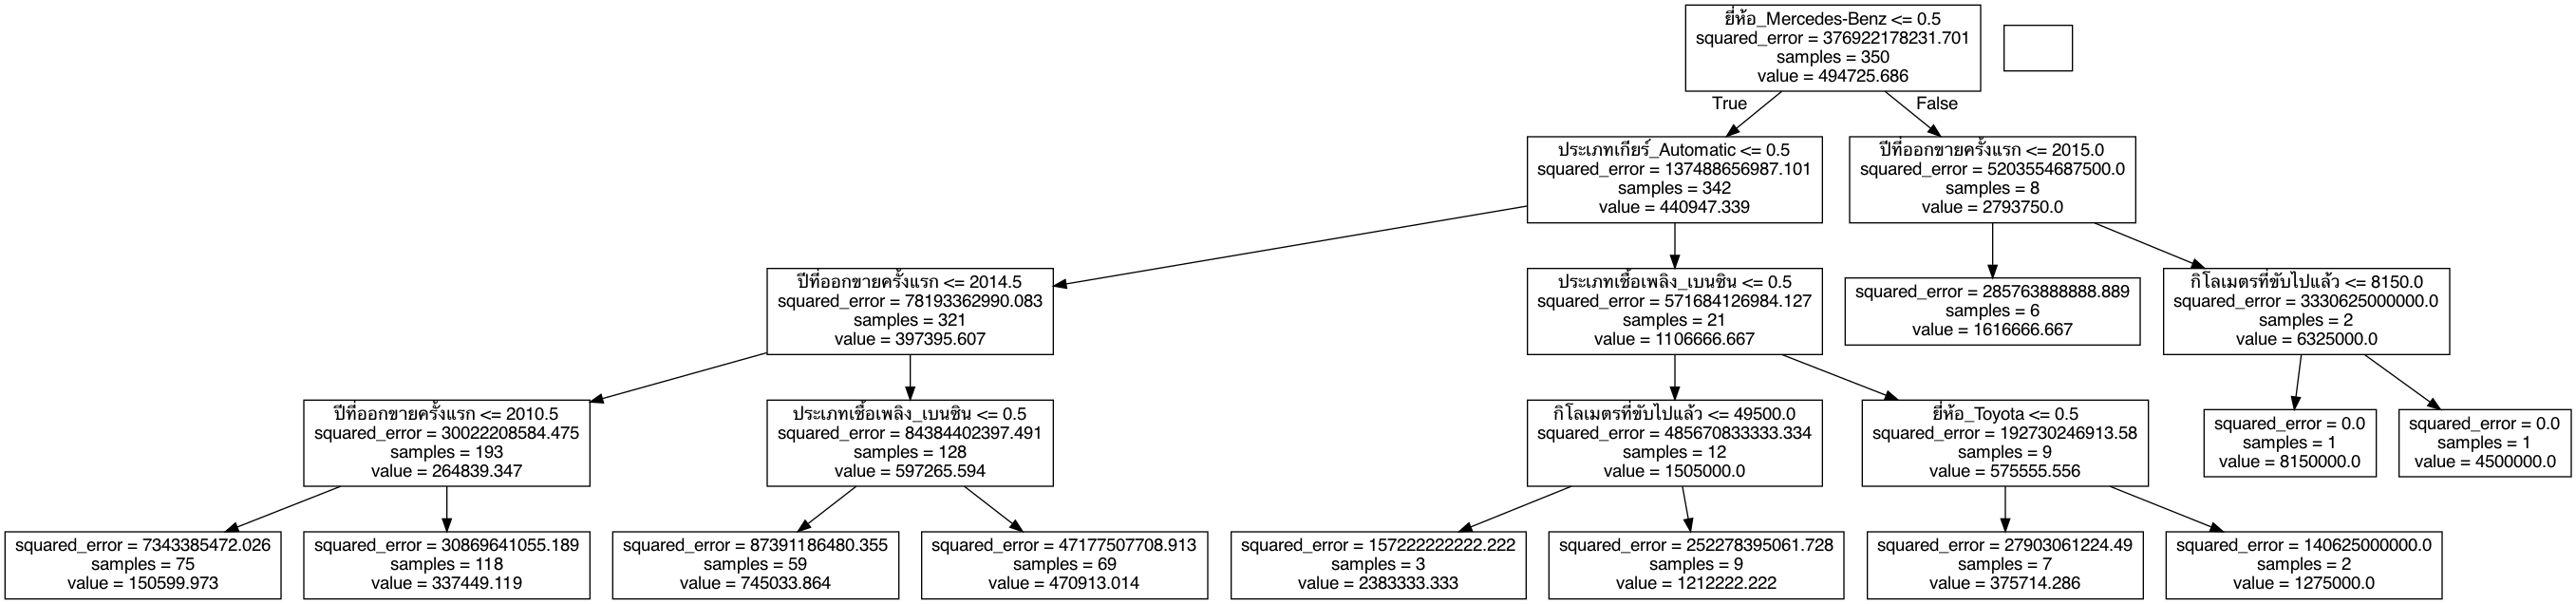 ยี่ห้อ_Mercedes-Benz <= 0.5
squared_error = 376922178231.701
samples = 350
value = 494725.686
True
False
ประเภทเกียร์_Automatic <= 0.5
squared_error = 137488656987.101
samples = 342
value = 440947.339
ปีที่ออกขายครั้งแรก <= 2015.0
squared_error = 5203554687500.0
samples = 8
value = 2793750.0
ปีที่ออกขายครั้งแรก <= 2014.5
squared_error = 78193362990.083
samples = 321
value = 397395.607
ประเภทเชื้อเพลิง_เบนซิน <= 0.5
squared_error = 571684126984.127
samples = 21
value = 1106666.667
squared_error = 285763888888.889
samples = 6
value = 1616666.667
กิโลเมตรที่ขับไปแล้ว <= 8150.0
squared_error = 3330625000000.0
samples = 2
value = 6325000.0
ปีที่ออกขายครั้งแรก <= 2010.5
squared_error = 30022208584.475
samples = 193
value = 264839.347
ประเภทเชื้อเพลิง_เบนซิน <= 0.5
squared_error = 84384402397.491
samples = 128
value = 597265.594
กิโลเมตรที่ขับไปแล้ว <= 49500.0
squared_error = 485670833333.334
samples = 12
value = 1505000.0
ยี่ห้อ_Toyota <= 0.5
squared_error = 192730246913.58
samples = 9
value = 575555.556
squared_error = 0.0
samples = 1
value = 8150000.0
squared_error = 0.0
samples = 1
value = 4500000.0
squared_error = 7343385472.026
samples = 75
value = 150599.973
squared_error = 30869641055.189
samples = 118
value = 337449.119
squared_error = 87391186480.355
samples = 59
value = 745033.864
squared_error = 47177507708.913
samples = 69
value = 470913.014
squared_error = 157222222222.222
samples = 3
value = 2383333.333
squared_error = 252278395061.728
samples = 9
value = 1212222.222
squared_error = 27903061224.49
samples = 7
value = 375714.286
squared_error = 140625000000.0
samples = 2
value = 1275000.0